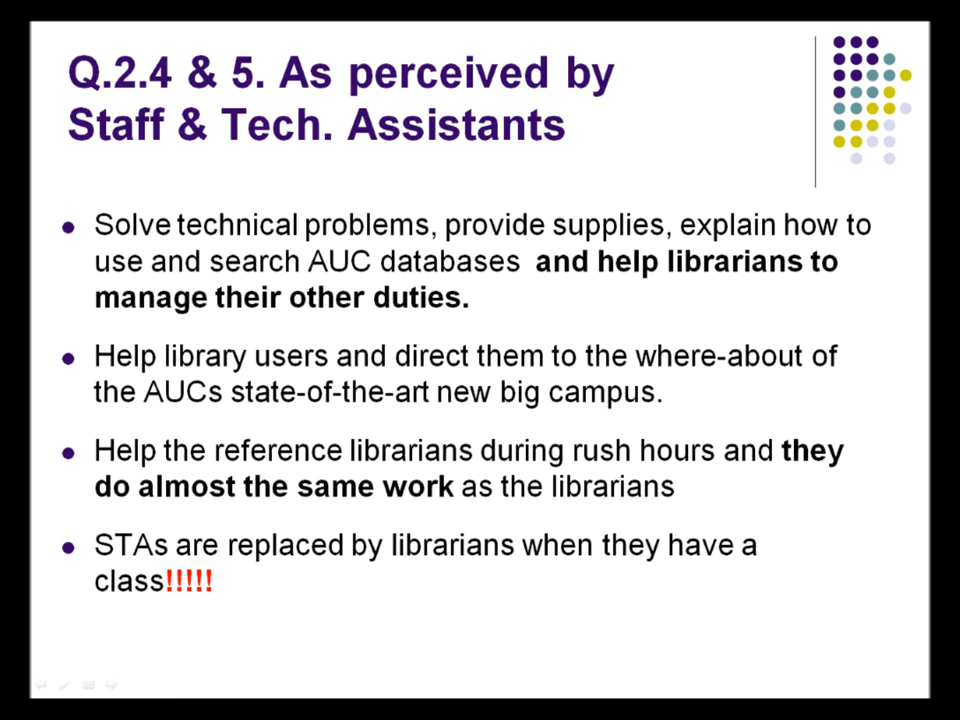 Q.2.4 & 5. As perceived by
Staff & Tech. Assistants
Solve technical problems, provide supplies, explain how to
use and search AUC databases and help librarians to
manage their other duties.
Help library users and direct them to the where-about of
the AUCs state-of-the-art new big campus.
Help the reference librarians during rush hours and they
do almost the same work as the librarians
STAs are replaced by librarians when they have a
class!!!!!